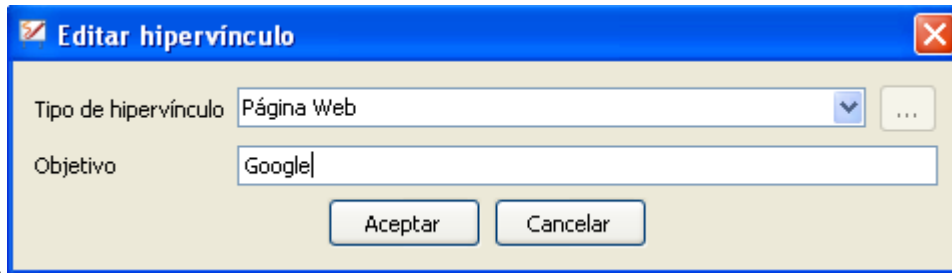 Editar hipervínculo
Tipo de hipervínculo Página Web ...
Objetivo Google
Aceptar Cancelar